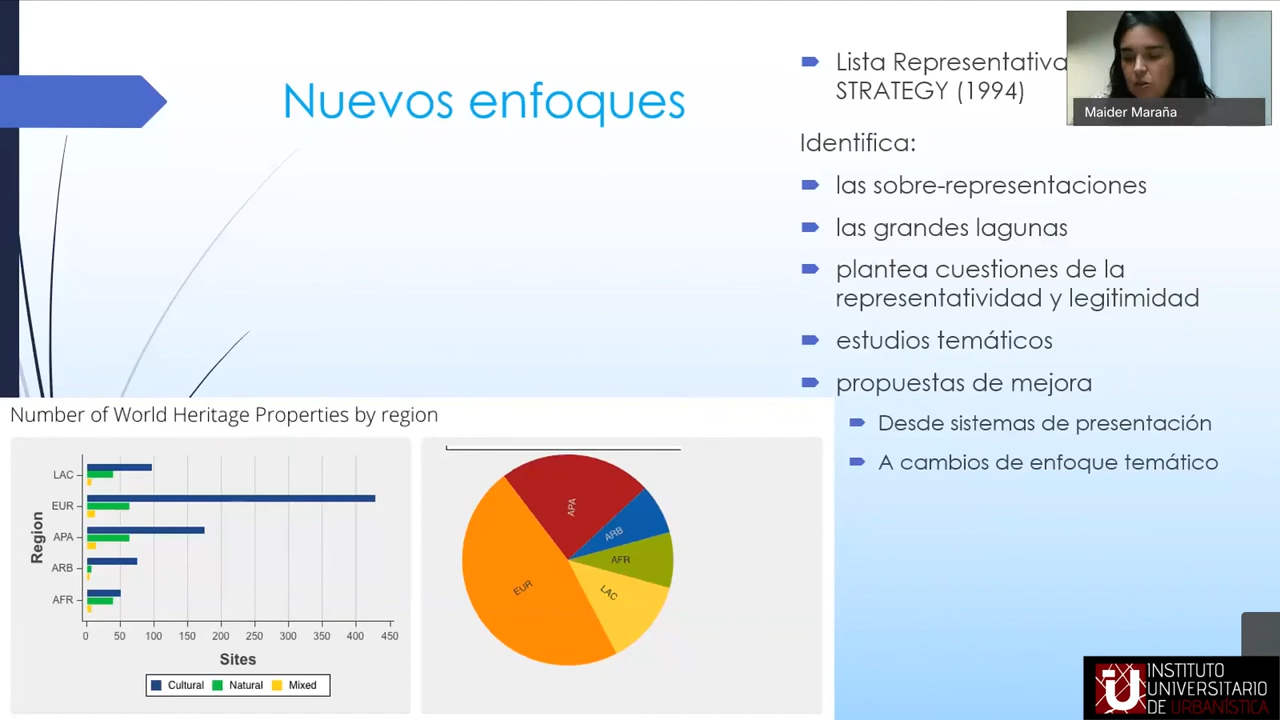 Nuevos enfoques
Lista Representativa
STRATEGY (1994)
Identifica:
las sobre-representaciones
las grandes lagunas
plantea cuestiones de la
representatividad y legitimidad
estudios temáticos
propuestas de mejora
Desde sistemas de presentación
A cambios de enfoque temático
Maider Maraña
Number of World Heritage Properties by region
Region
LAC
EUR
APA
ARB
AFR
0 50 100 150 200 250 300 350 400 450
Sites
Cultural Natural Mixed
APA
ARB
AFR
LAC
EUR
IU
INSTITUTO
UNIVERSITARIO
DE URBANÍSTICA